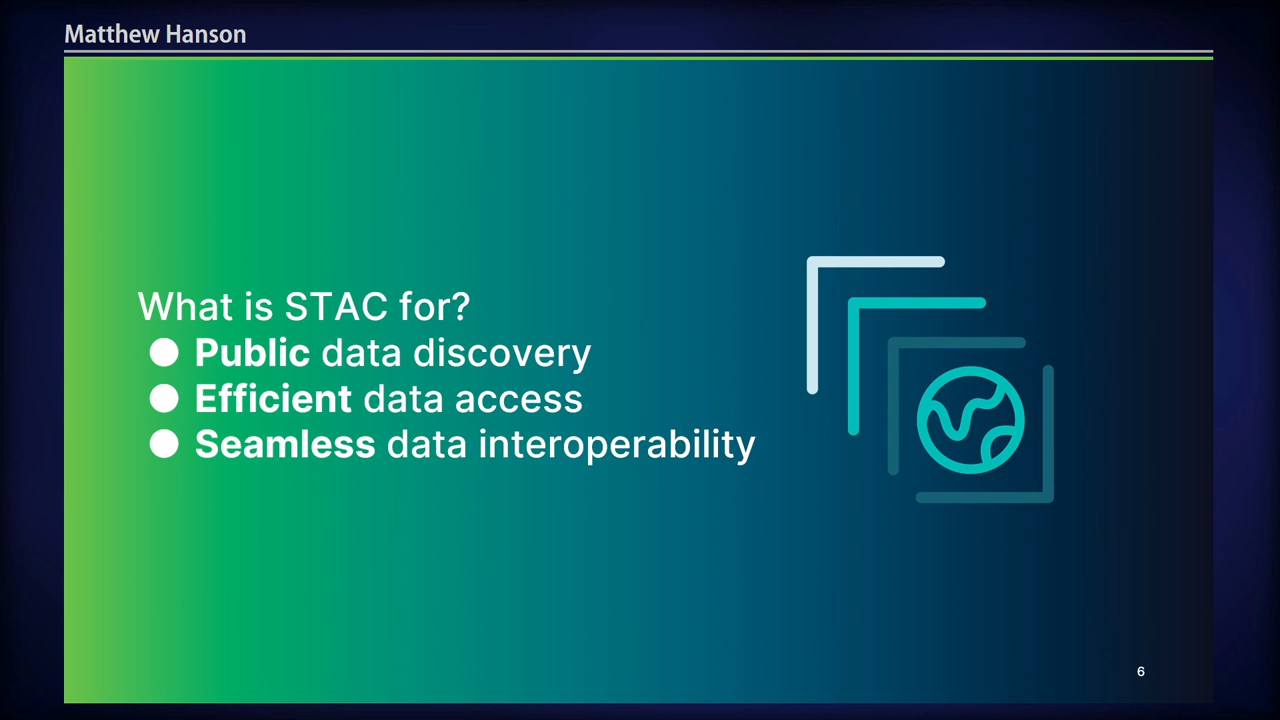 Matthew Hanson
What is STAC for?
● Public data discovery
● Efficient data access
● Seamless data interoperability
6